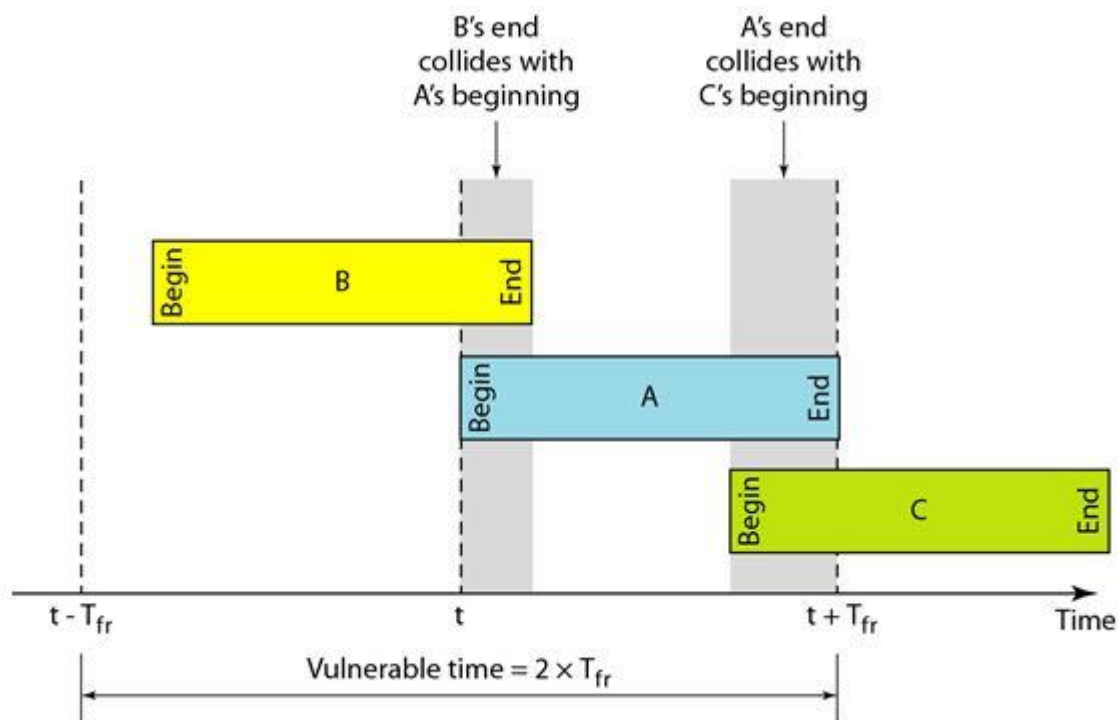 B's end
collides with
A's beginning
A's end
collides with
C's beginning
Begin
B
End
Begin
A
End
Begin
C
End
t - Tfr
t
t + Tfr
Time
Vulnerable time = 2 × Tfr